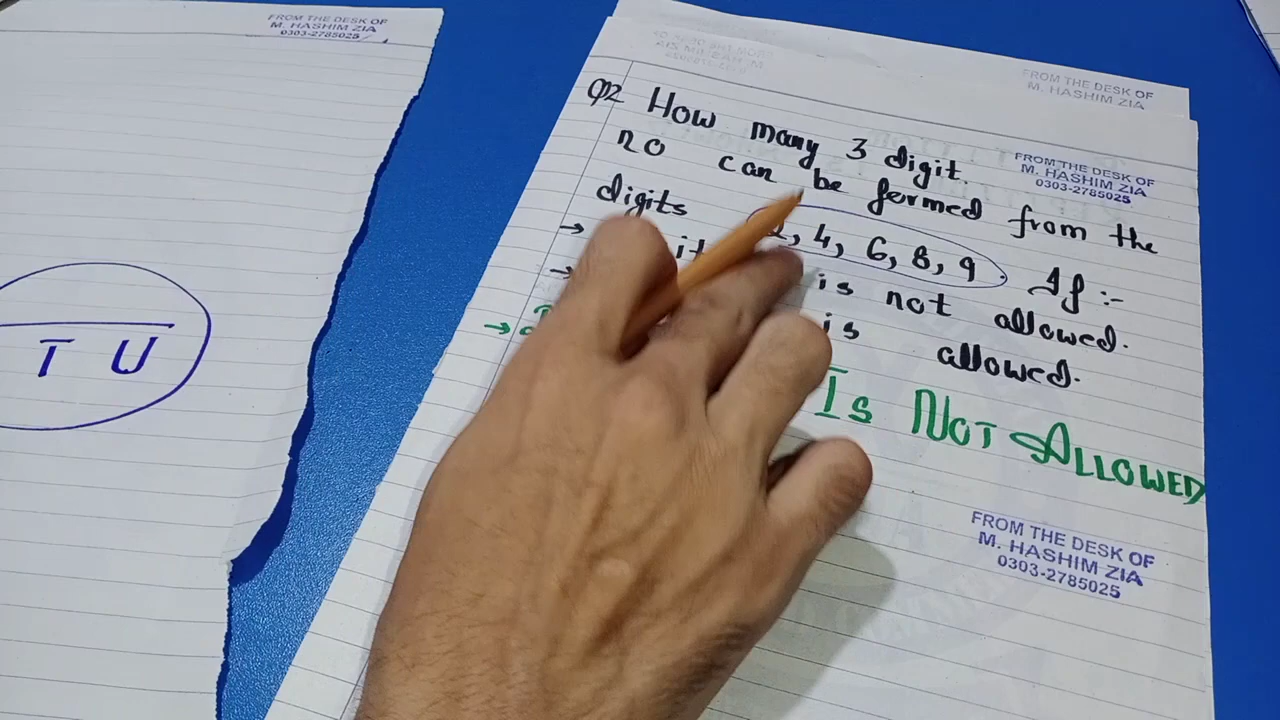 FROM THE DESK OF
M. HASHIM ZIA
0303-2785025
T U
FROM THE DESK OF
M. HASHIM ZIA
Q2 How many 3 digit
no can be formed from the
digits , 4, 6, 8, 9. If :-
→ is not allowed.
→ is allowed.
→ Is NOT ALLOWED
FROM THE DESK OF
M. HASHIM ZIA
0303-2785025
FROM THE DESK OF
M. HASHIM ZIA
0303-2785025